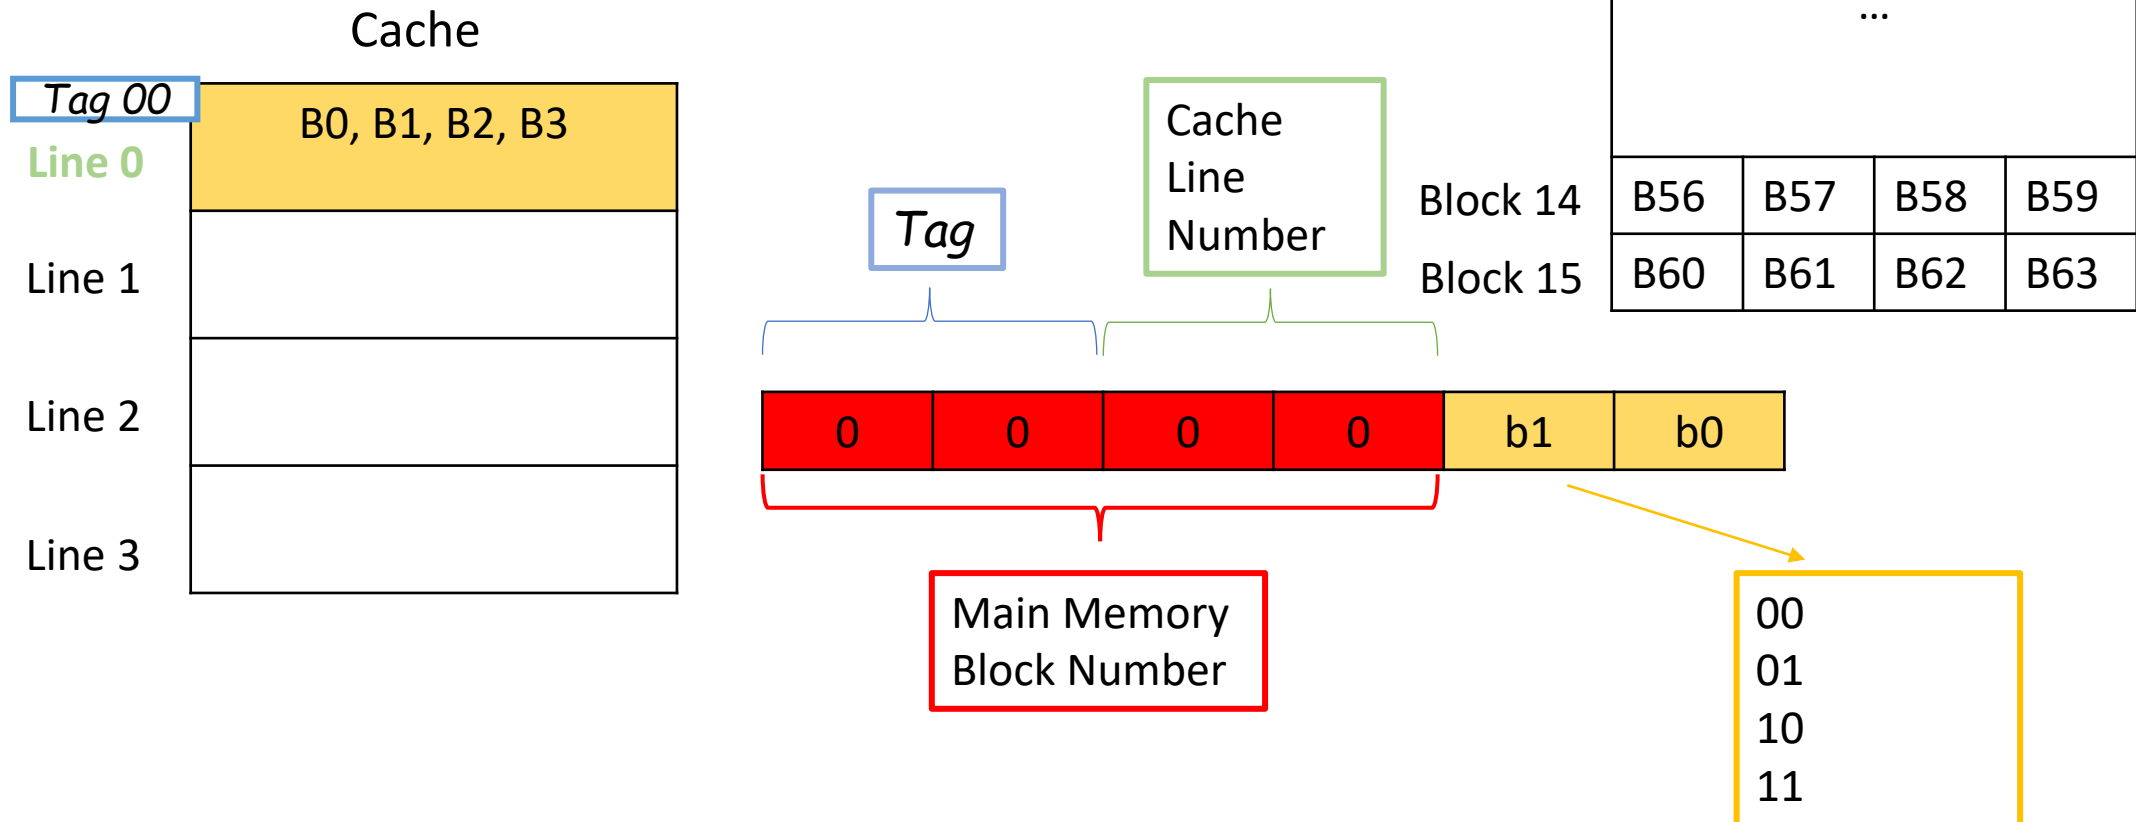 ...
Cache
Tag 00
B0, B1, B2, B3
Line 0
Line 1
Line 2
Line 3
Tag
Cache
Line
Number
Block 14
B56
B57
B58
B59
Block 15
B60
B61
B62
B63
0
0
0
0
b1
b0
Main Memory
Block Number
00
01
10
11